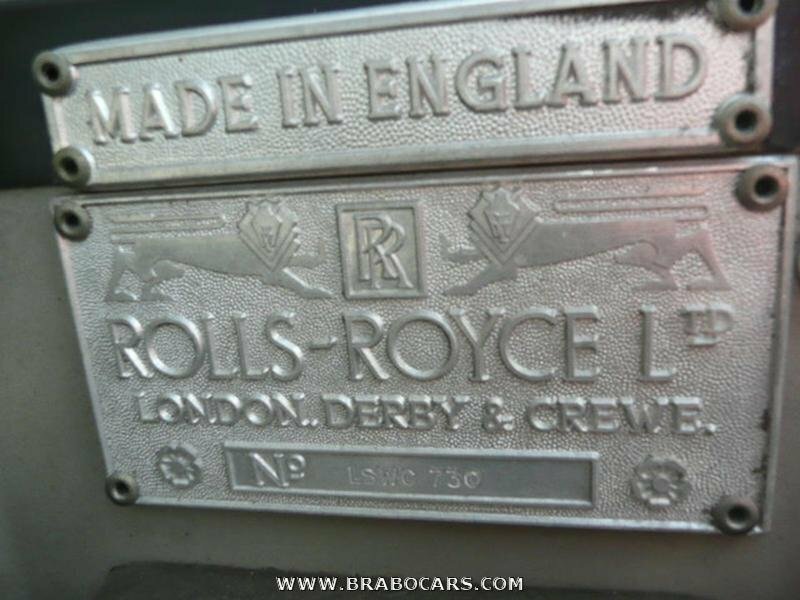 MADE IN ENGLAND
RR
ROLLS-ROYCE LTD
LONDON, DERBY & CREWE.
No LSWC 730
WWW.BRABOCARS.COM